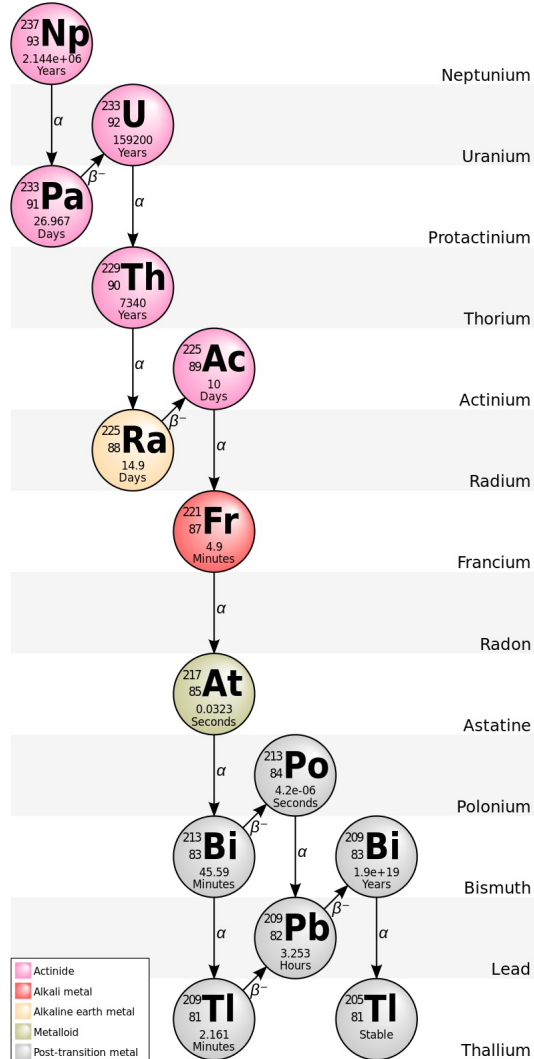 237
93
Np
2.144e+06
Years
Neptunium
α
233
92
U
159200
Years
Uranium
β⁻
233
91
Pa
26.967
Days
α
Protactinium
229
90
Th
7340
Years
Thorium
α
225
89
Ac
10
Days
Actinium
β⁻
225
88
Ra
14.9
Days
α
Radium
221
87
Fr
4.9
Minutes
Francium
α
Radon
217
85
At
0.0323
Seconds
Astatine
α
213
84
Po
4.2e-06
Seconds
Polonium
β⁻
213
83
Bi
45.59
Minutes
α
209
83
Bi
1.9e+19
Years
Bismuth
β⁻
α
209
82
Pb
3.253
Hours
α
Lead
β⁻
209
81
Tl
2.161
Minutes
205
81
Tl
Stable
Thallium
Actinide
Alkali metal
Alkaline earth metal
Metalloid
Post-transition metal